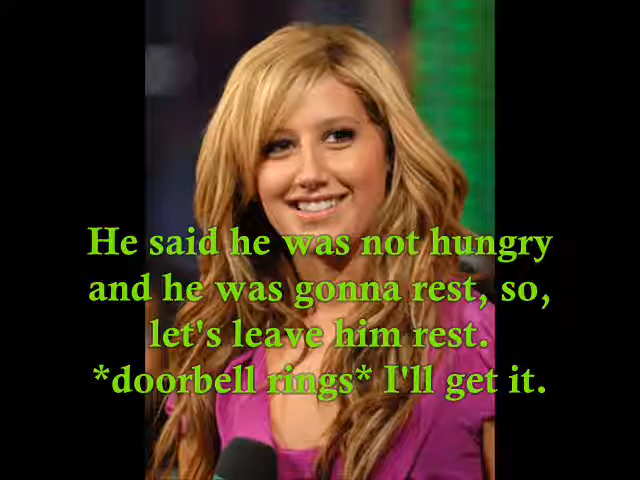 He said he was not hungry
and he was gonna rest, so,
let's leave him rest.
*doorbell rings* I'll get it.